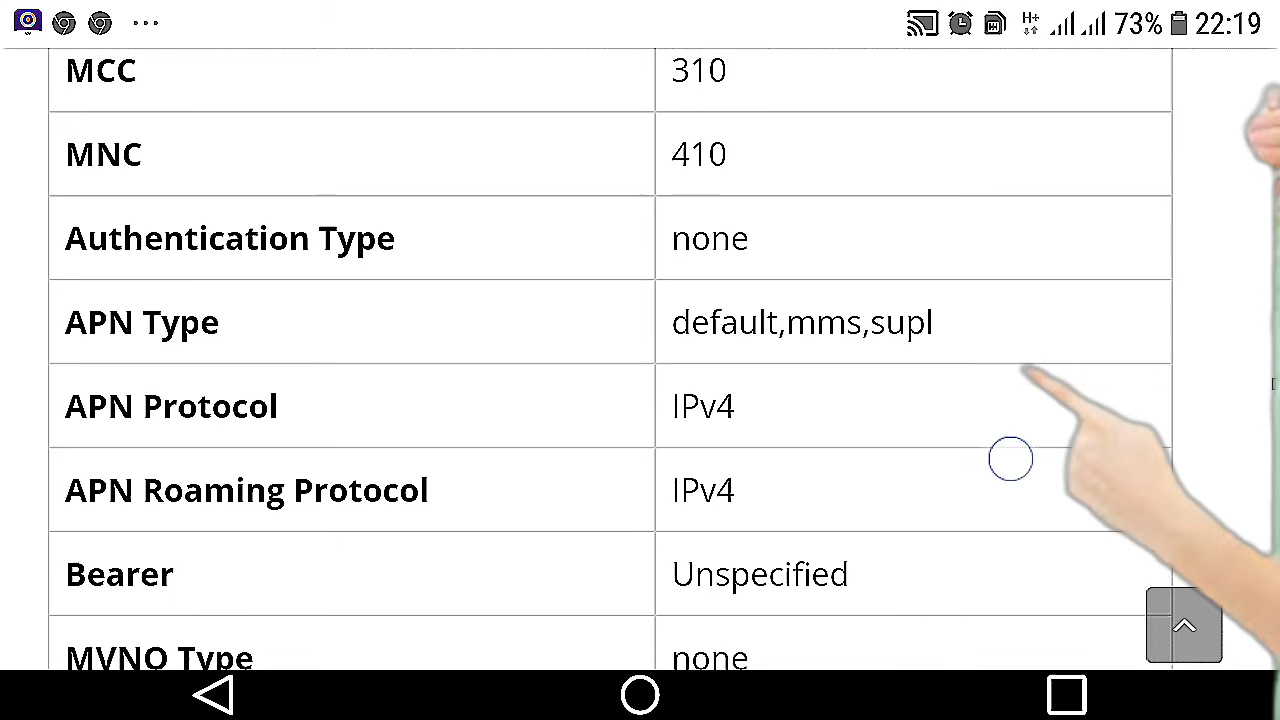 H+ 73% 22:19
MCC 310
MNC 410
Authentication Type none
APN Type default,mms,supl
APN Protocol IPv4
APN Roaming Protocol IPv4
Bearer Unspecified
MVNO Type none